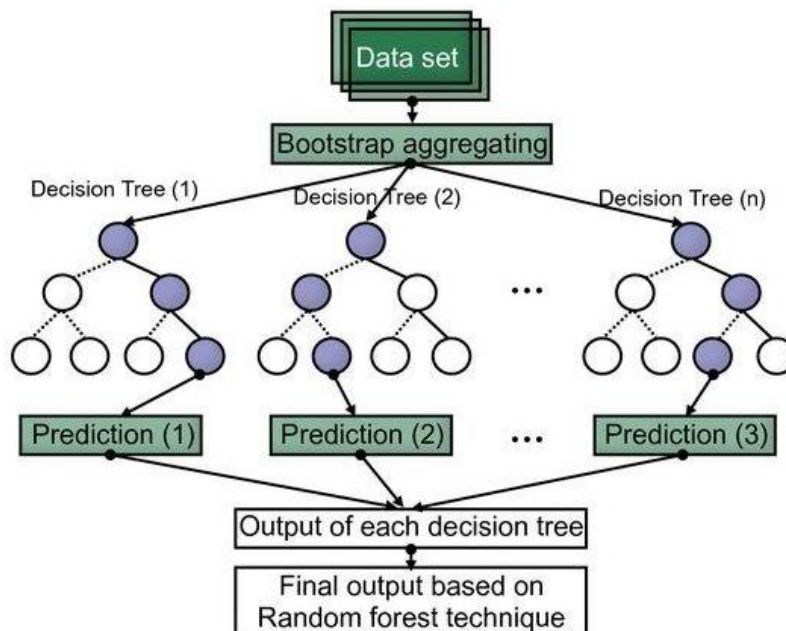 Data set
Bootstrap aggregating
Decision Tree (1)
Decision Tree (2)
Decision Tree (n)
...
Prediction (1)
Prediction (2)
...
Prediction (3)
Output of each decision tree
Final output based on
Random forest technique